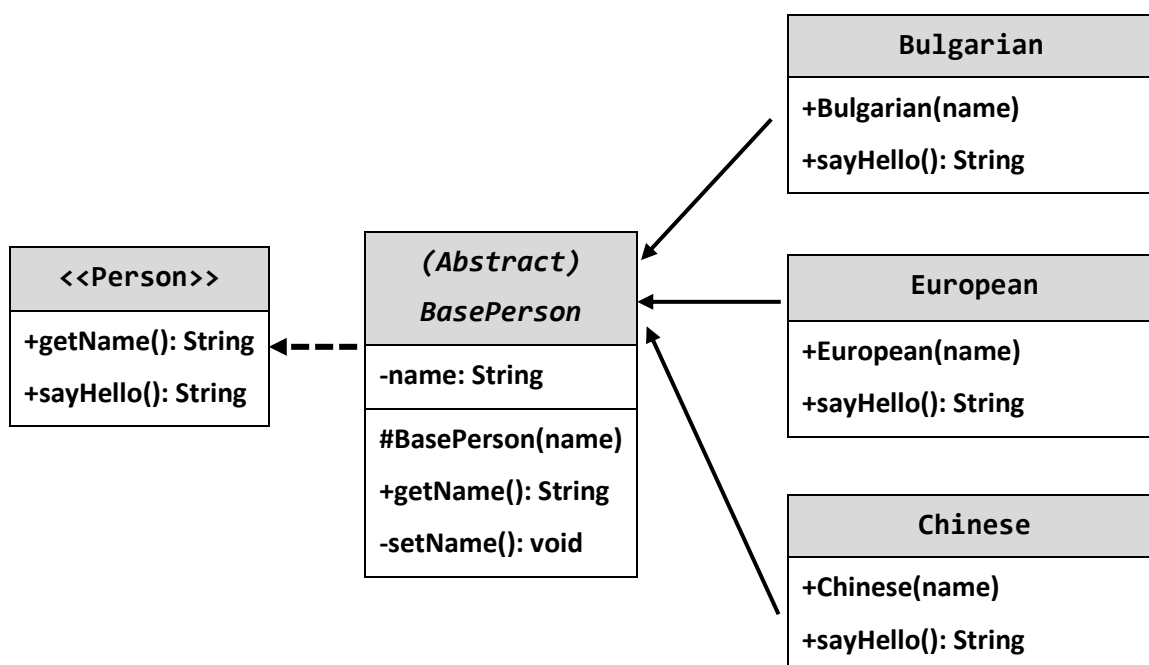 <<Person>>
+getName(): String
+sayHello(): String
(Abstract)
BasePerson
-name: String
#BasePerson(name)
+getName(): String
-setName(): void
Bulgarian
+Bulgarian(name)
+sayHello(): String
European
+European(name)
+sayHello(): String
Chinese
+Chinese(name)
+sayHello(): String